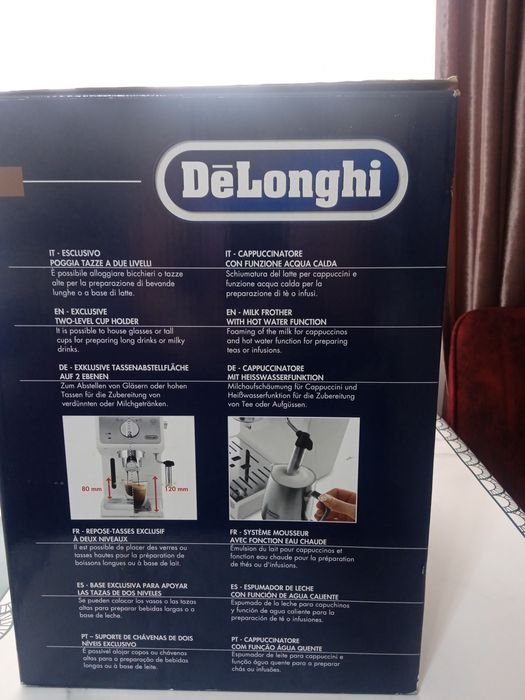 DēLonghi
IT - ESCLUSIVO
POGGIA TAZZE A DUE LIVELLI
È possibile alloggiare bicchieri o tazze
alte per la preparazione di bevande
lunghe o a base di latte.
EN - EXCLUSIVE
TWO-LEVEL CUP HOLDER
It is possible to house glasses or tall
cups for preparing long drinks or milky
drinks.
DE - EXKLUSIVE TASSENABSTELLFLÄCHE
AUF 2 EBENEN
Zum Abstellen von Gläsern oder hohen
Tassen für die Zubereitung von
verdünnten oder Milchgetränken.
80 mm
120 mm
FR - REPOSE-TASSES EXCLUSIF
À DEUX NIVEAUX
Il est possible de placer des verres ou
tasses hautes pour la préparation de
boissons longues ou à base de lait.
ES - BASE EXCLUSIVA PARA APOYAR
LAS TAZAS DE DOS NIVELES
Se pueden colocar los vasos o las tazas
altas para preparar bebidas largas o a
base de leche.
PT – SUPORTE DE CHÁVENAS DE DOIS
NÍVEIS EXCLUSIVO
É possível alojar copos ou chávenas
altas para a preparação de bebidas
longas ou à base de leite.
IT - CAPPUCCINATORE
CON FUNZIONE ACQUA CALDA
Schiumatura del latte per cappuccini e
funzione acqua calda per la
preparazione di tè o infusi.
EN - MILK FROTHER
WITH HOT WATER FUNCTION
Foaming of the milk for cappuccinos
and hot water function for preparing
teas or infusions.
DE - CAPPUCCINATORE
MIT HEISSWASSERFUNKTION
Milchaufschäumung für Cappuccini und
Heißwasserfunktion für die Zubereitung
von Tee oder Aufgüssen.
FR - SYSTÈME MOUSSEUR
AVEC FONCTION EAU CHAUDE
Émulsion du lait pour cappuccinos et
fonction eau chaude pour la préparation
de thés ou d'infusions.
ES - ESPUMADOR DE LECHE
CON FUNCIÓN DE AGUA CALIENTE
Espumado de la leche para capuchinos
y función de agua caliente para la
preparación de té o infusiones.
PT - CAPPUCCINATORE
COM FUNÇÃO ÁGUA QUENTE
Espumador de leite para cappuccini e
função água quente para a preparar
chás ou infusões.